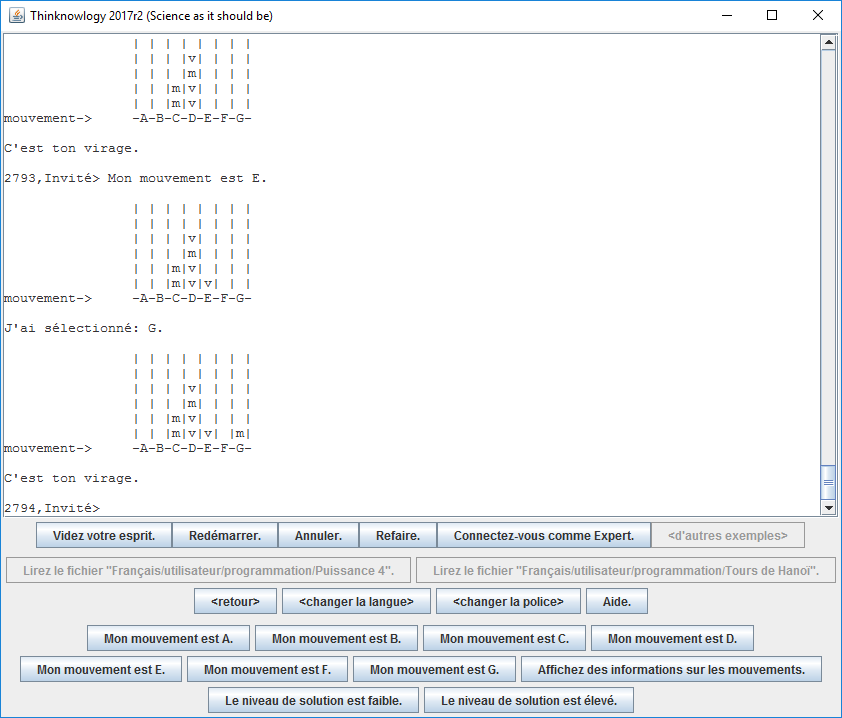 Thinknowlogy 2017r2 (Science as it should be)
| | | | | | | |
| | | |v| | | |
| | | |m| | | |
| | |m|v| | | |
| | |m|v| | | |
mouvement-> -A-B-C-D-E-F-G-
C'est ton virage.
2793,Invité> Mon mouvement est E.
| | | | | | | |
| | | | | | | |
| | | |v| | | |
| | | |m| | | |
| | |m|v| | | |
| | |m|v|v| | |
mouvement-> -A-B-C-D-E-F-G-
J'ai sélectionné: G.
| | | | | | | |
| | | | | | | |
| | | |v| | | |
| | | |m| | | |
| | |m|v| | | |
| | |m|v|v| |m|
mouvement-> -A-B-C-D-E-F-G-
C'est ton virage.
2794,Invité>
Videz votre esprit. Redémarrer. Annuler. Refaire. Connectez-vous comme Expert. <d'autres exemples>
Lirez le fichier "Français/utilisateur/programmation/Puissance 4". Lirez le fichier "Français/utilisateur/programmation/Tours de Hanoï".
<retour> <changer la langue> <changer la police> Aide.
Mon mouvement est A. Mon mouvement est B. Mon mouvement est C. Mon mouvement est D.
Mon mouvement est E. Mon mouvement est F. Mon mouvement est G. Affichez des informations sur les mouvements.
Le niveau de solution est faible. Le niveau de solution est élevé.